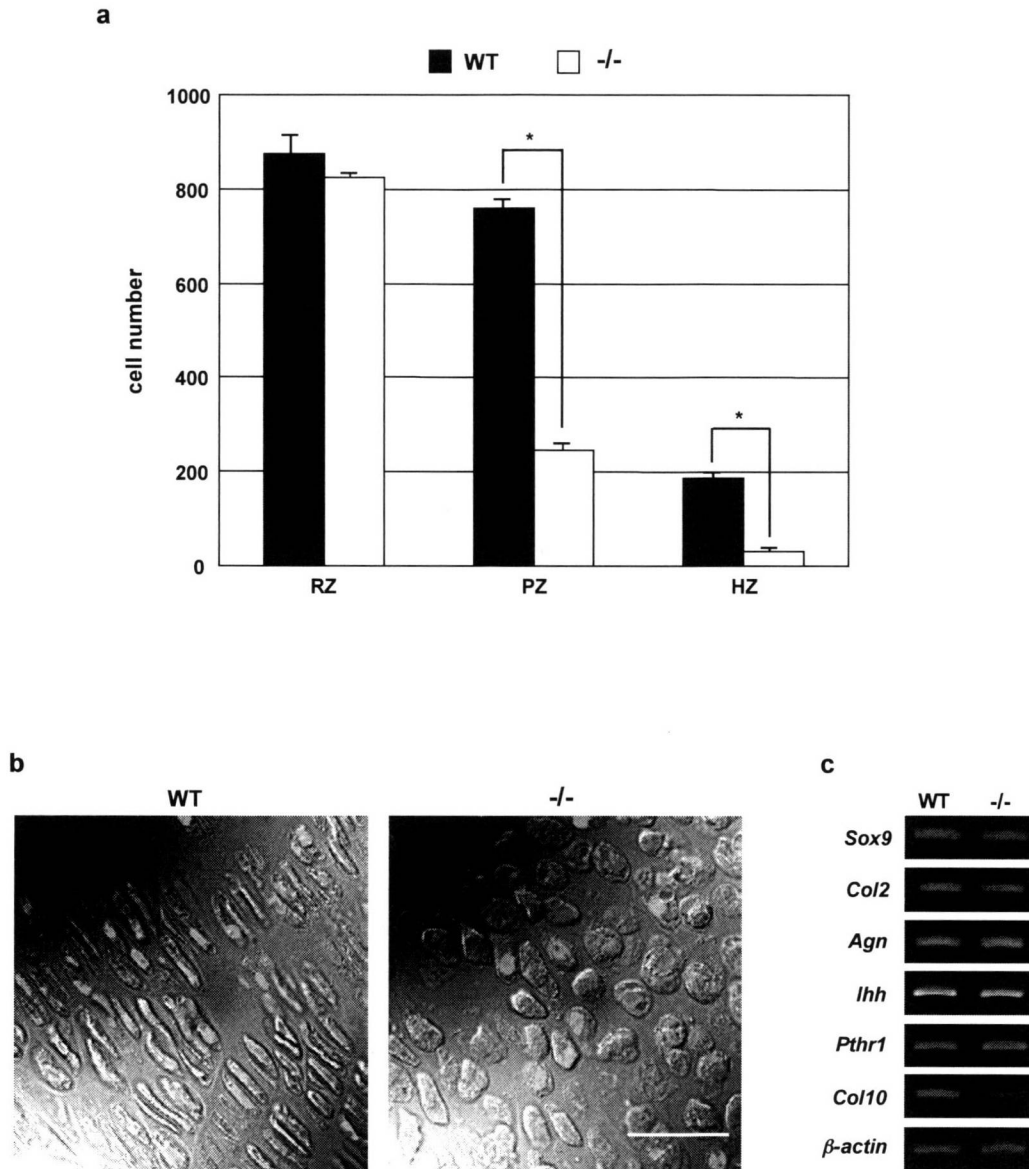 a
WT -/-
1000
800
600
400
200
0
cell number
*
*
RZ PZ HZ
b
WT -/-
c
WT -/-
Sox9
Col2
Agn
Ihh
Pthr1
Col10
β-actin